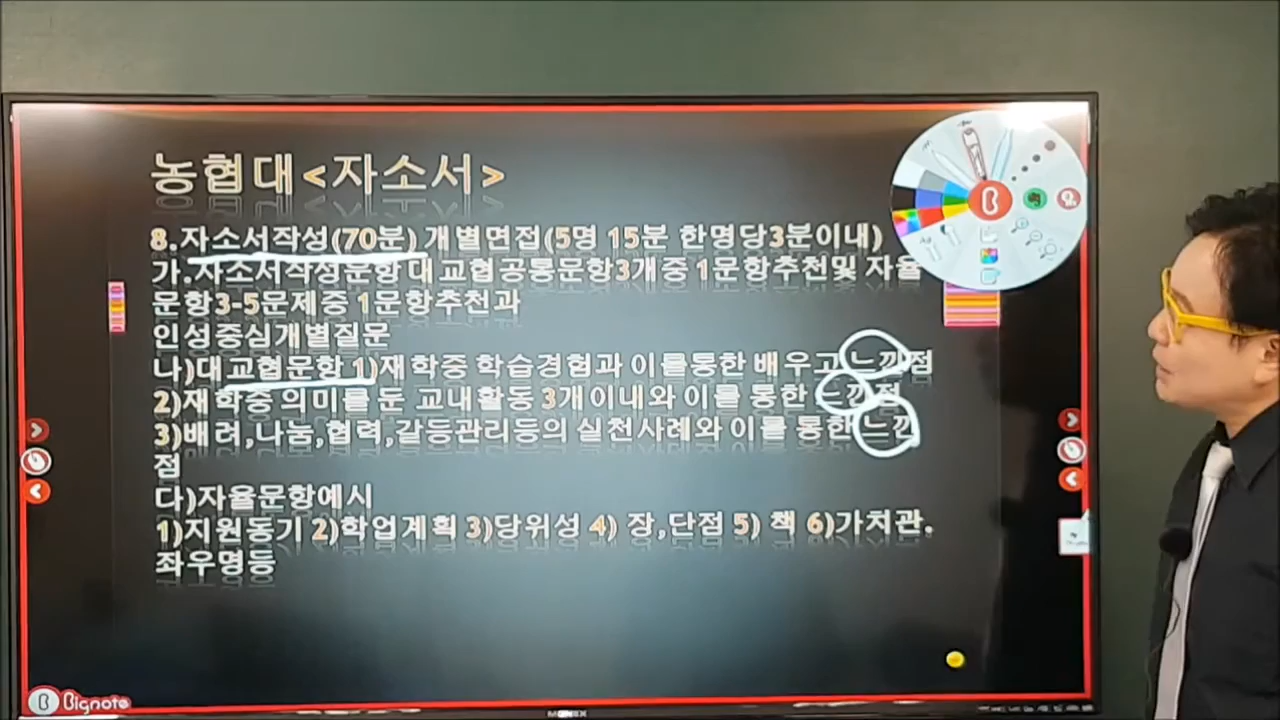 농협대<자소서>
8.자소서작성(70분) 개별면접(5명 15분 한명당3분이내)
가.자소서작성문항대교협공통문항3개중 1문항추천및 자율
문항3-5문제중 1문항추천과
인성중심개별질문
나)대교협문항 1)재학중 학습경험과 이를통한 배우고느낀점
2)재학중의미를 둔 교내활동 3개이내와 이를 통한 느낀점
3)배려,나눔,협력,갈등관리등의 실천사례와 이를 통한 느낀
점
다)자율문항예시
1)지원동기 2)학업계획 3)당위성 4) 장,단점 5) 책 6)가치관.
좌우명등
Bignote